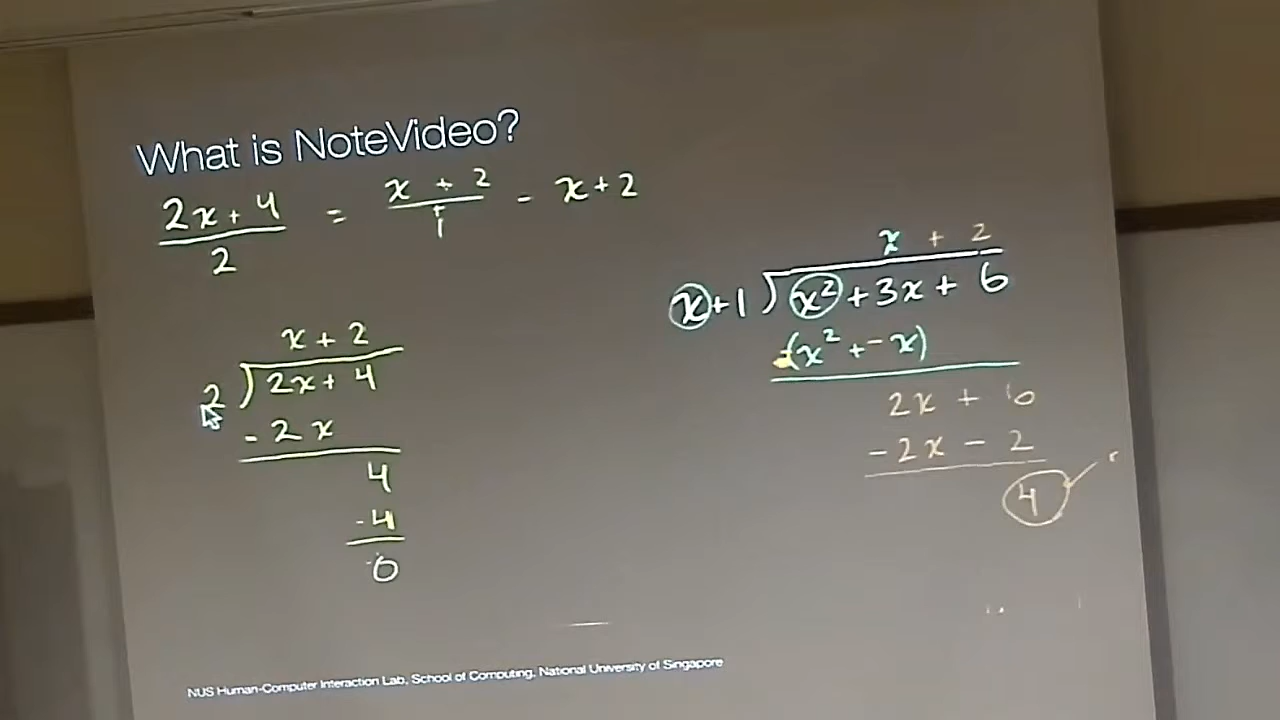 What is NoteVideo?
2x + 4 / 2 = x + 2 / 1 - x + 2
x + 2
2 ) 2x + 4
- 2x
4
- 4
0
x + 2
x + 1 ) x² + 3x + 6
-(x² + - x)
2x + 6
- 2x - 2
4
NUS Human-Computer Interaction Lab, School of Computing, National University of Singapore